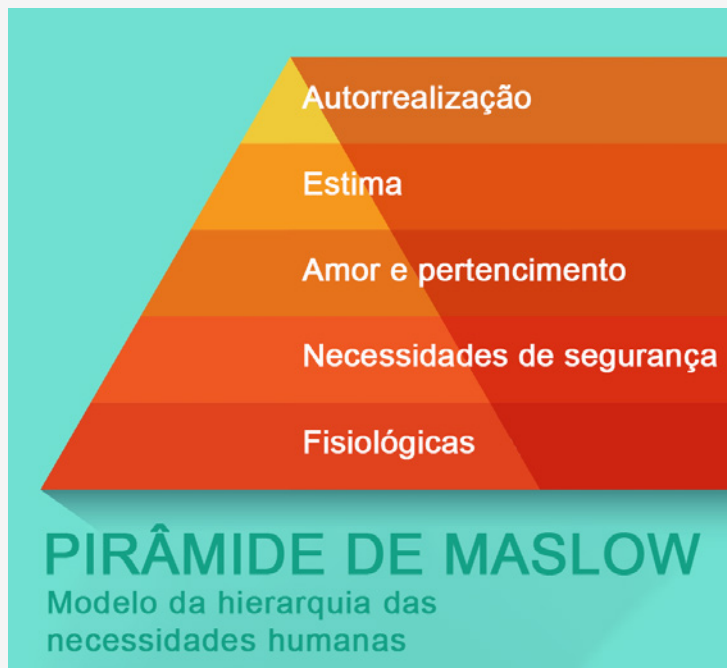 Autorrealização
Estima
Amor e pertencimento
Necessidades de segurança
Fisiológicas
PIRÂMIDE DE MASLOW
Modelo da hierarquia das
necessidades humanas